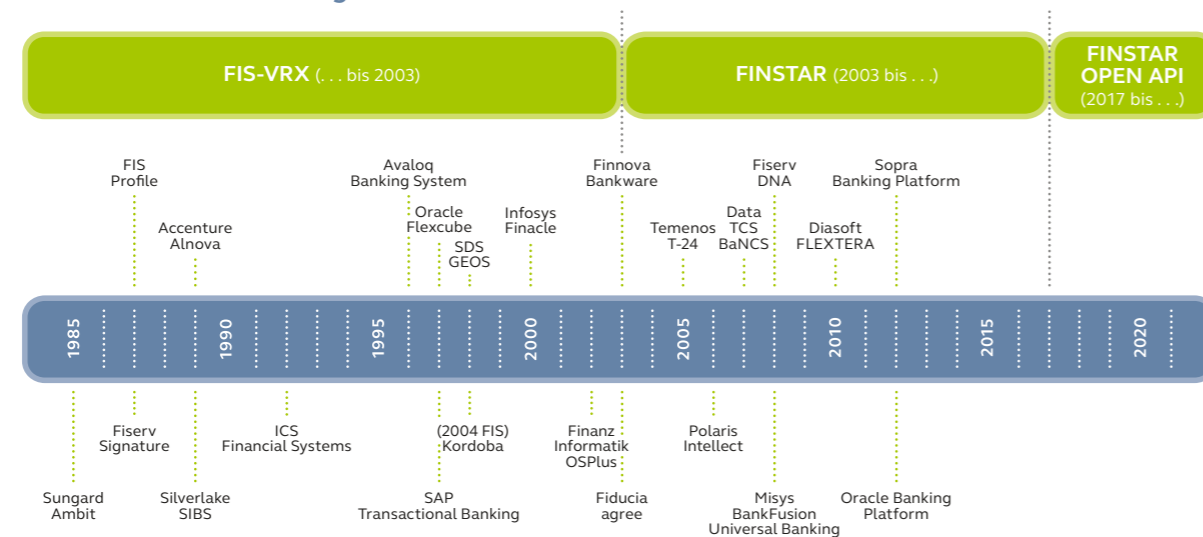 FIS-VRX (. . . bis 2003)
FINSTAR (2003 bis . . .)
FINSTAR
OPEN API
(2017 bis . . .)
FIS
Profile
Accenture
Alnova
Avaloq
Banking System
Oracle
Flexcube
SDS
GEOS
Infosys
Finacle
Finnova
Bankware
Temenos
T-24
Data
TCS
BaNCS
Fiserv
DNA
Diasoft
FLEXTERA
Sopra
Banking Platform
1985
1990
1995
2000
2005
2010
2015
2020
Sungard
Ambit
Fiserv
Signature
Silverlake
SIBS
ICS
Financial Systems
SAP
Transactional Banking
(2004 FIS)
Kordoba
Finanz
Informatik
OSPlus
Fiducia
agree
Polaris
Intellect
Misys
BankFusion
Universal Banking
Oracle Banking
Platform